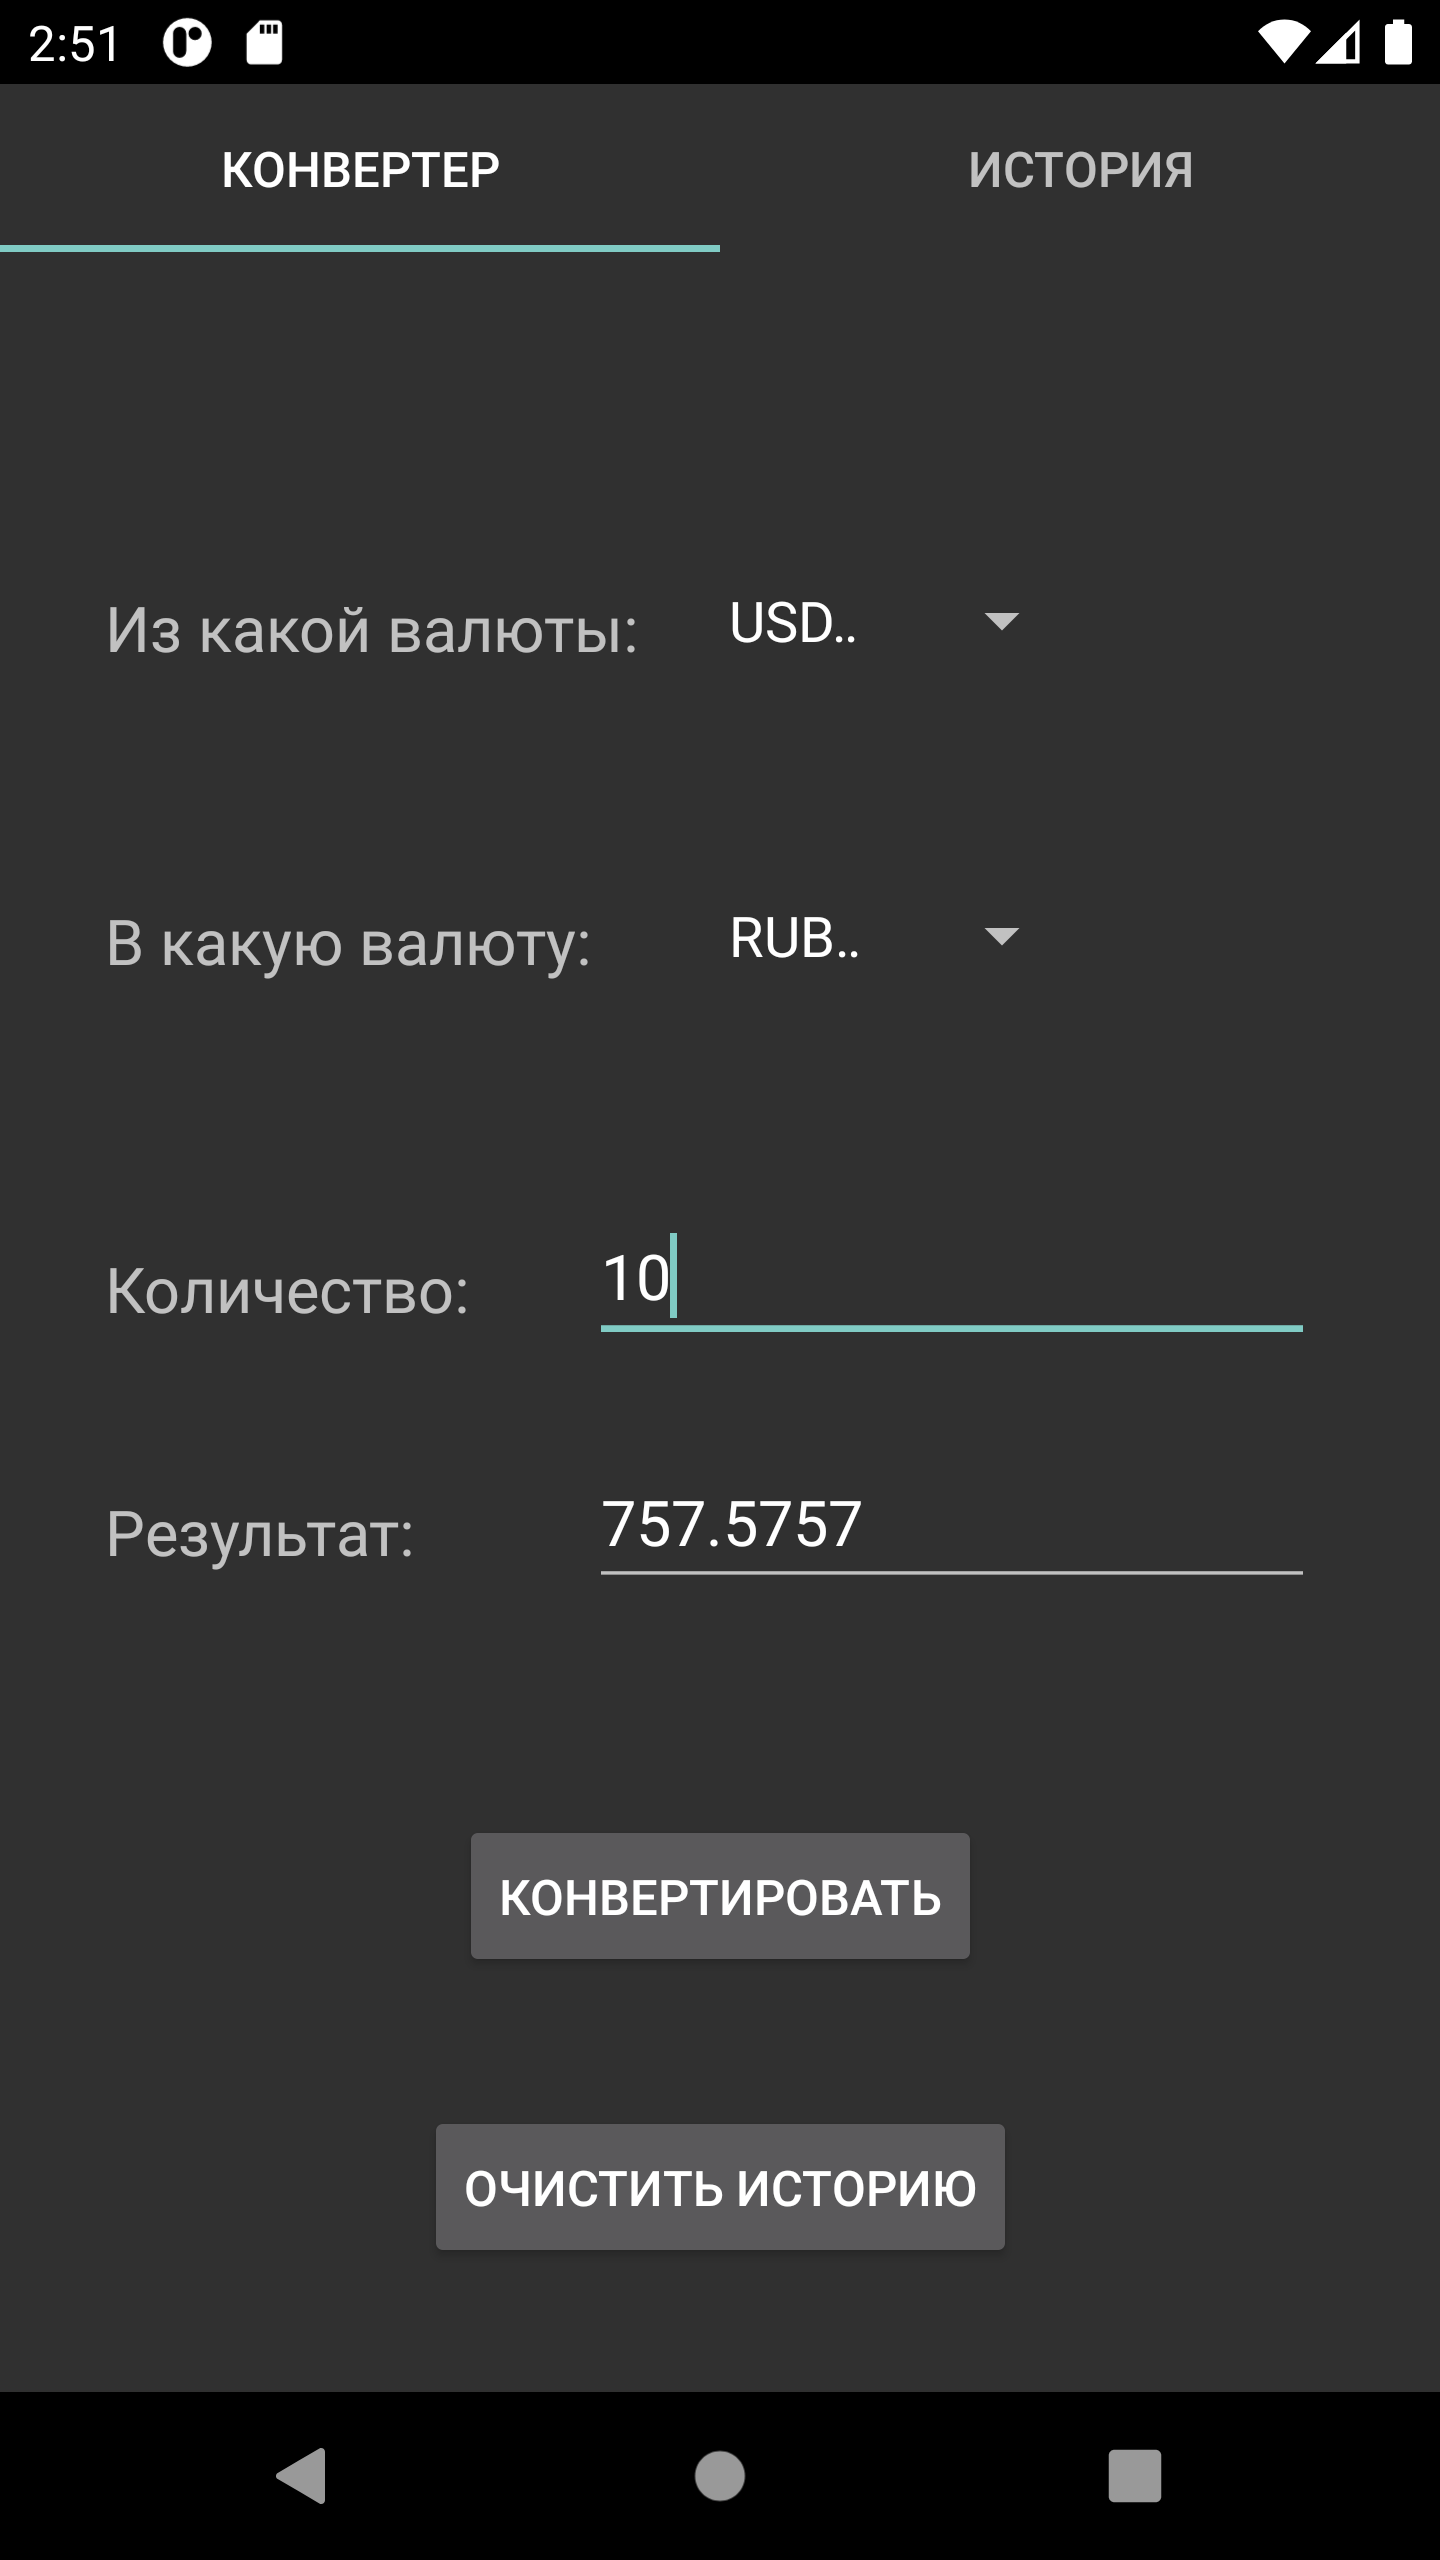 2:51
КОНВЕРТЕР ИСТОРИЯ
Из какой валюты: USD..
В какую валюту: RUB..
Количество: 10
Результат: 757.5757
КОНВЕРТИРОВАТЬ
ОЧИСТИТЬ ИСТОРИЮ